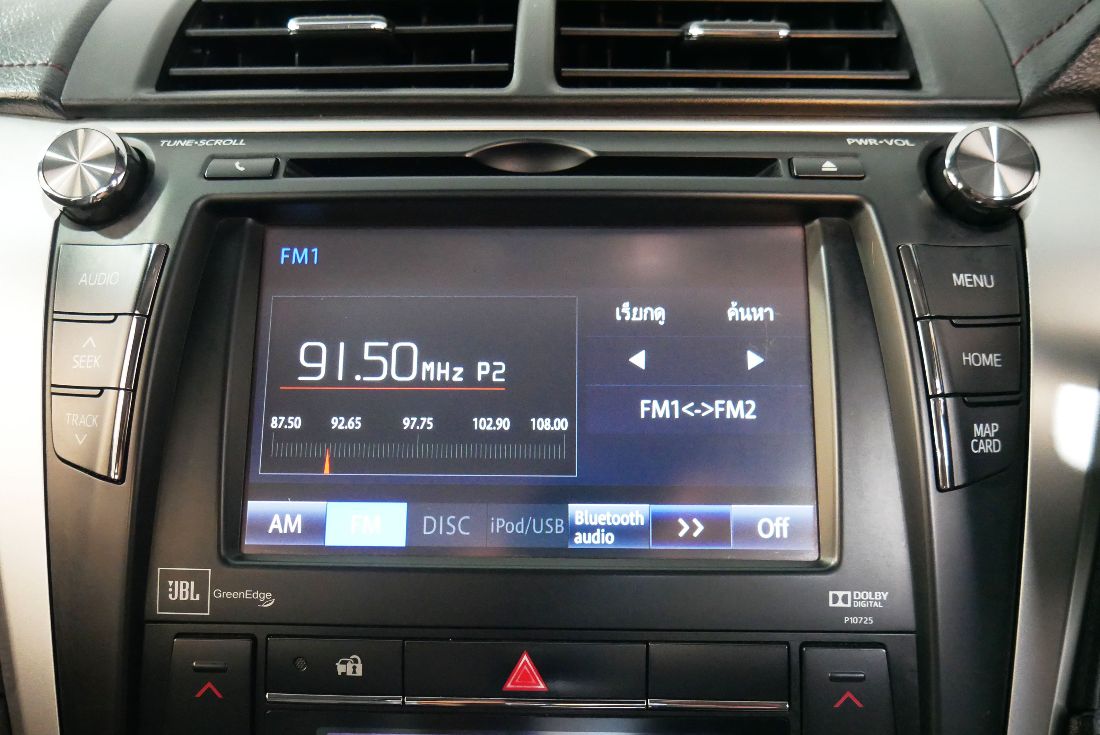 TUNE•SCROLL
PWR•VOL
AUDIO
SEEK
TRACK
MENU
HOME
MAP
CARD
FM1
91.50MHz P2
87.50 92.65 97.75 102.90 108.00
เรียกดู ค้นหา
FM1<->FM2
AM FM DISC iPod/USB Bluetooth
audio >> Off
JBL GreenEdge
DOLBY
DIGITAL
P10725